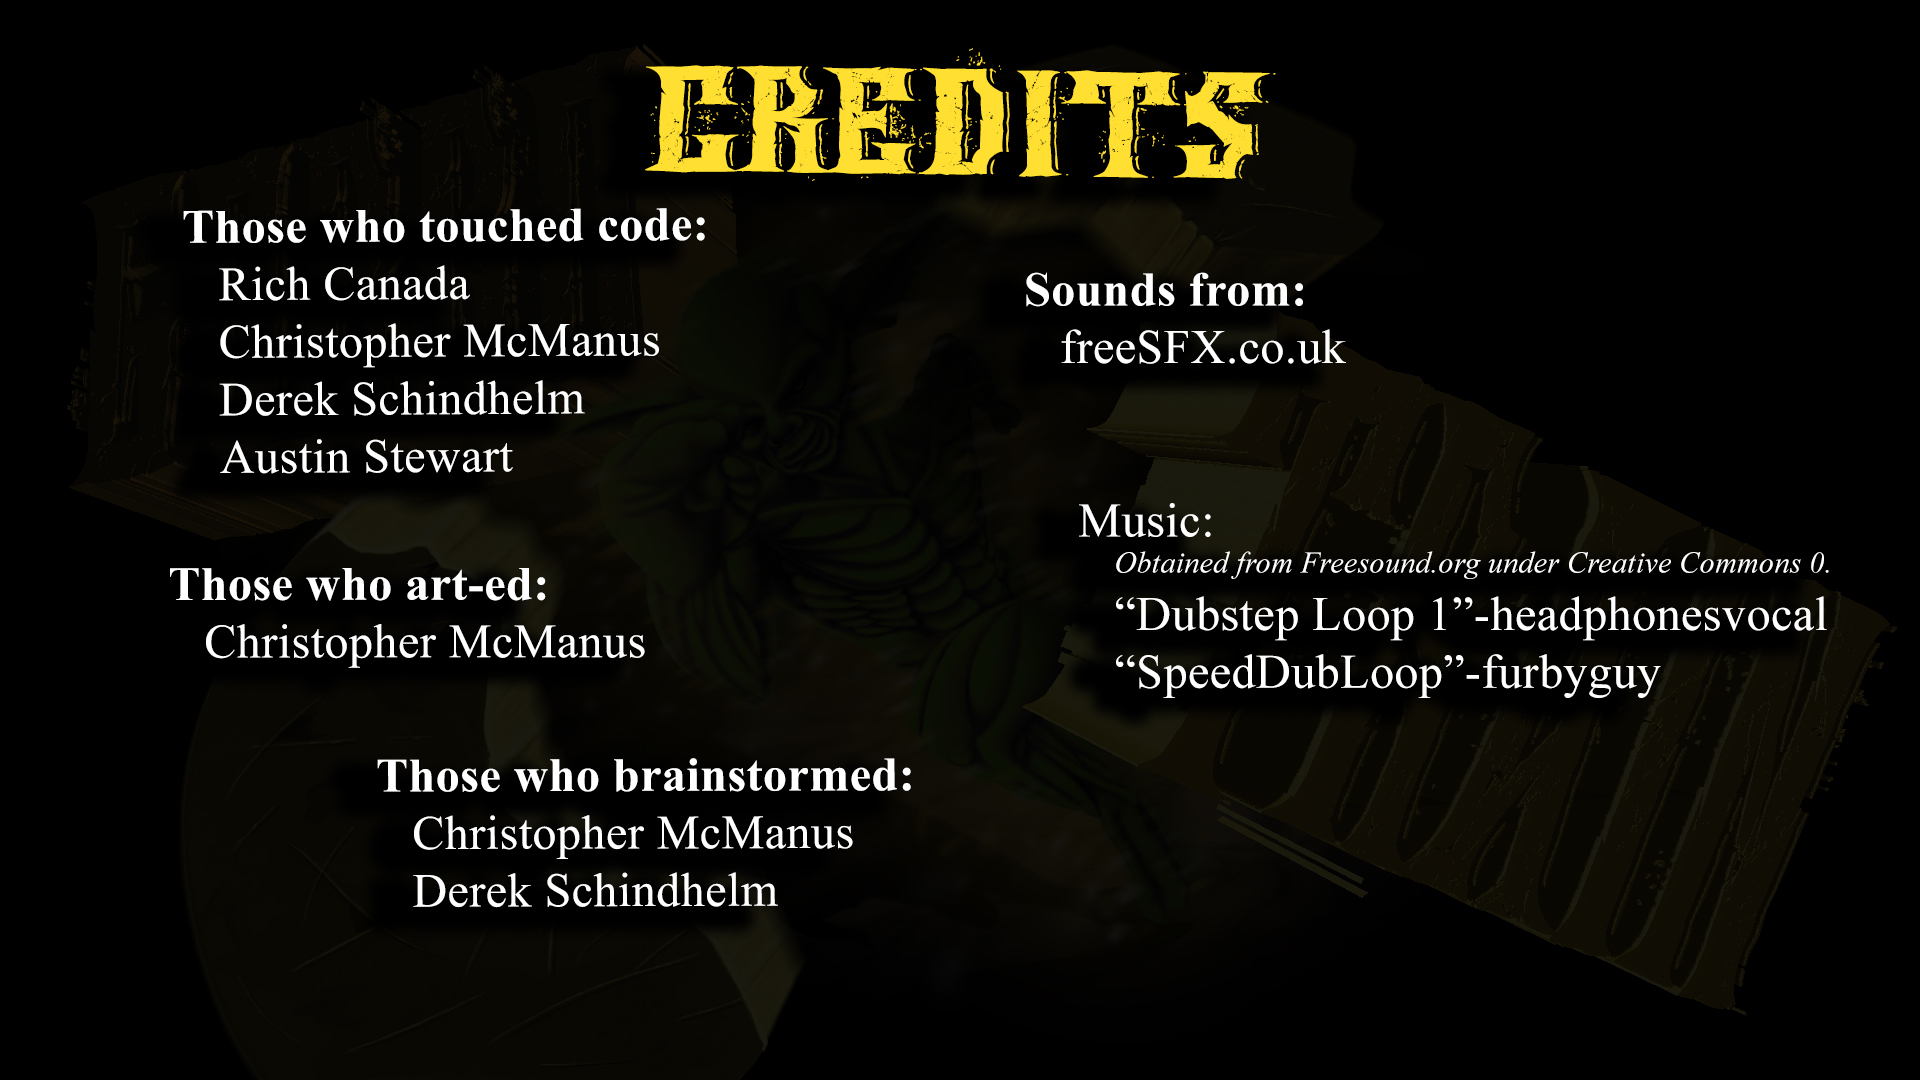 CREDITS
Those who touched code:
Rich Canada
Christopher McManus
Derek Schindhelm
Austin Stewart
Those who art-ed:
Christopher McManus
Those who brainstormed:
Christopher McManus
Derek Schindhelm
Sounds from:
freeSFX.co.uk
Music:
Obtained from Freesound.org under Creative Commons 0.
“Dubstep Loop 1”-headphonesvocal
“SpeedDubLoop”-furbyguy